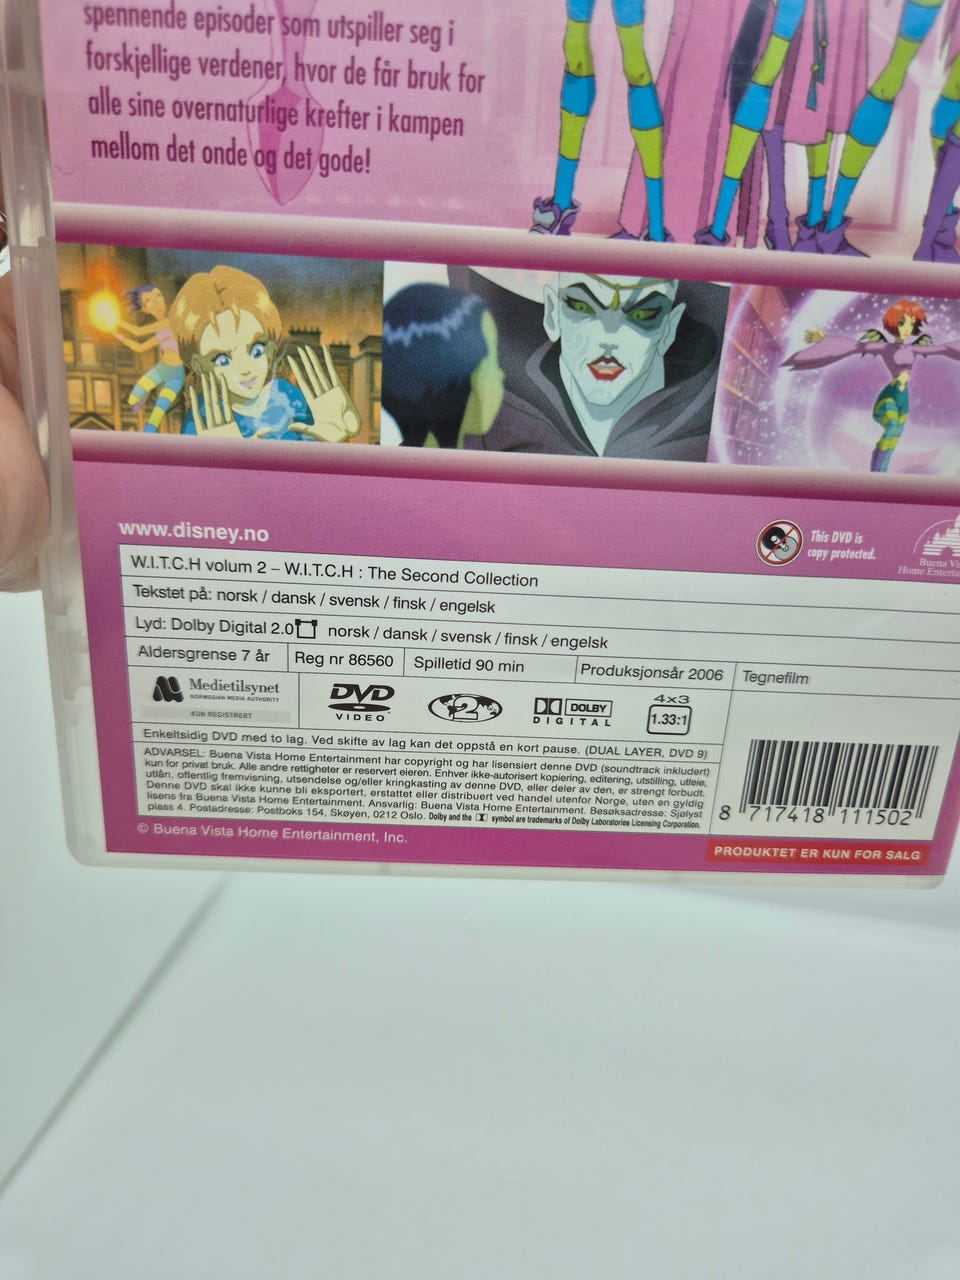 spennende episoder som utspiller seg i
forskjellige verdener, hvor de får bruk for
alle sine overnaturlige krefter i kampen
mellom det onde og det gode!
www.disney.no
This DVD is
copy protected.
Buena Vis
Home Enterta
W.I.T.C.H volum 2 – W.I.T.C.H : The Second Collection
Tekstet på: norsk / dansk / svensk / finsk / engelsk
Lyd: Dolby Digital 2.0 norsk / dansk / svensk / finsk / engelsk
Aldersgrense 7 år Reg nr 86560 Spilletid 90 min Produksjonsår 2006 Tegnefilm
Medietilsynet
NORWEGIAN MEDIA AUTHORITY
KUN REGISTRERT
DVD
VIDEO
2
DOLBY
DIGITAL
4x3
1.33:1
Enkeltsidig DVD med to lag. Ved skifte av lag kan det oppstå en kort pause. (DUAL LAYER, DVD 9)
ADVARSEL: Buena Vista Home Entertainment har copyright og har lisensiert denne DVD (soundtrack inkludert)
kun for privat bruk. Alle andre rettigheter er reservert eieren. Enhver ikke-autorisert kopiering, editering, utstilling, utleie,
utlån, offentlig fremvisning, utsendelse og/eller kringkasting av denne DVD, eller deler av den, er strengt forbudt.
Denne DVD skal ikke kunne bli eksportert, erstattet eller distribuert ved handel utenfor Norge, uten en gyldig
lisens fra Buena Vista Home Entertainment. Ansvarlig: Buena Vista Home Entertainment. Besøksadresse: Sjølyst
plass 4. Postadresse: Postboks 154, Skøyen, 0212 Oslo. Dolby and the symbol are trademarks of Dolby Laboratories Licensing Corporation.
8 717418 111502
© Buena Vista Home Entertainment, Inc.
PRODUKTET ER KUN FOR SALG